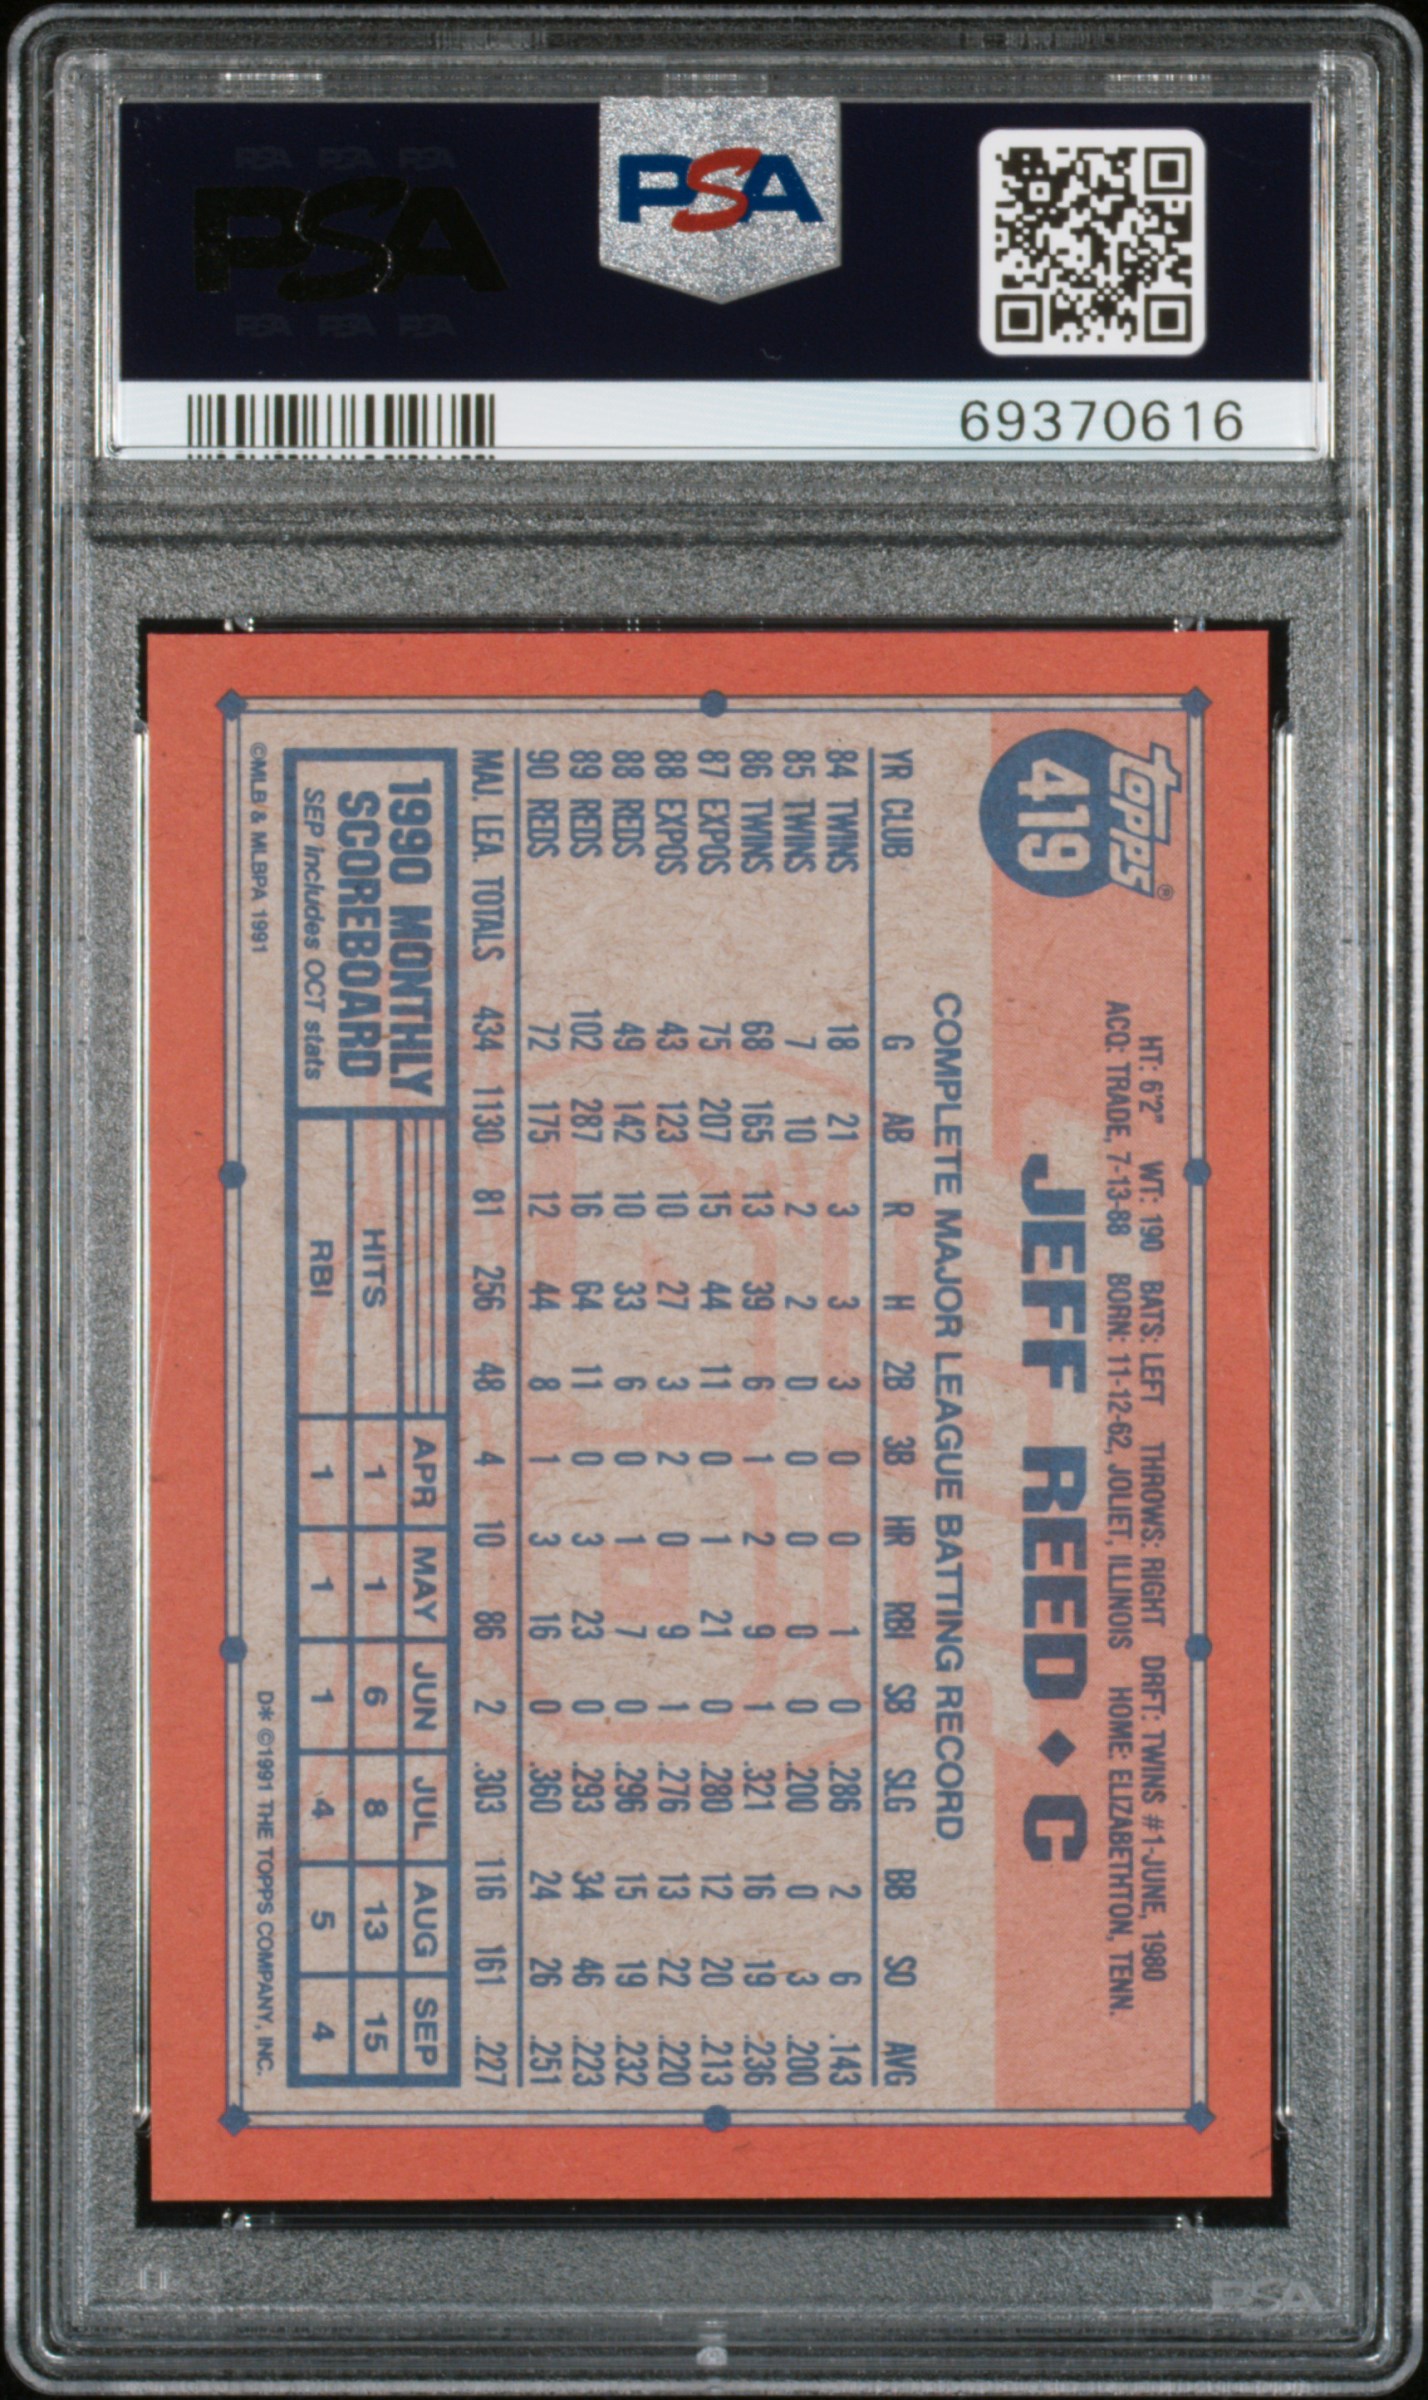 PSA PSA PSA
PSA
PSA PSA PSA
PSA
69370616
topps®
419
HT: 6'2" WT: 190 BATS: LEFT THROWS: RIGHT DRFT: TWINS #1-JUNE, 1980
ACQ: TRADE, 7-13-88 BORN: 11-12-62, JOLIET, ILLINOIS HOME: ELIZABETHTON, TENN.
JEFF REED ◆ C
COMPLETE MAJOR LEAGUE BATTING RECORD
YR CLUB G AB R H 2B 3B HR RBI SB SLG BB SO AVG
84 TWINS 18 21 3 3 3 0 0 1 0 .286 2 6 .143
85 TWINS 7 10 2 2 0 0 0 0 0 .200 0 3 .200
86 TWINS 68 165 13 39 6 1 2 9 1 .321 16 19 .236
87 EXPOS 75 207 15 44 11 0 1 21 0 .280 12 20 .213
88 EXPOS 43 123 10 27 3 2 0 9 1 .276 13 22 .220
88 REDS 49 142 10 33 6 0 1 7 0 .296 15 19 .232
89 REDS 102 287 16 64 11 0 3 23 0 .293 34 46 .223
90 REDS 72 175 12 44 8 1 3 16 0 .360 24 26 .251
MAJ. LEA. TOTALS 434 1130 81 256 48 4 10 86 2 .303 116 161 .227
1990 MONTHLY
SCOREBOARD
SEP includes OCT stats
APR MAY JUN JUL AUG SEP
HITS 1 1 6 8 13 15
RBI 1 1 1 4 5 4
©MLB & MLBPA 1991
D* ©1991 THE TOPPS COMPANY, INC.
PSA